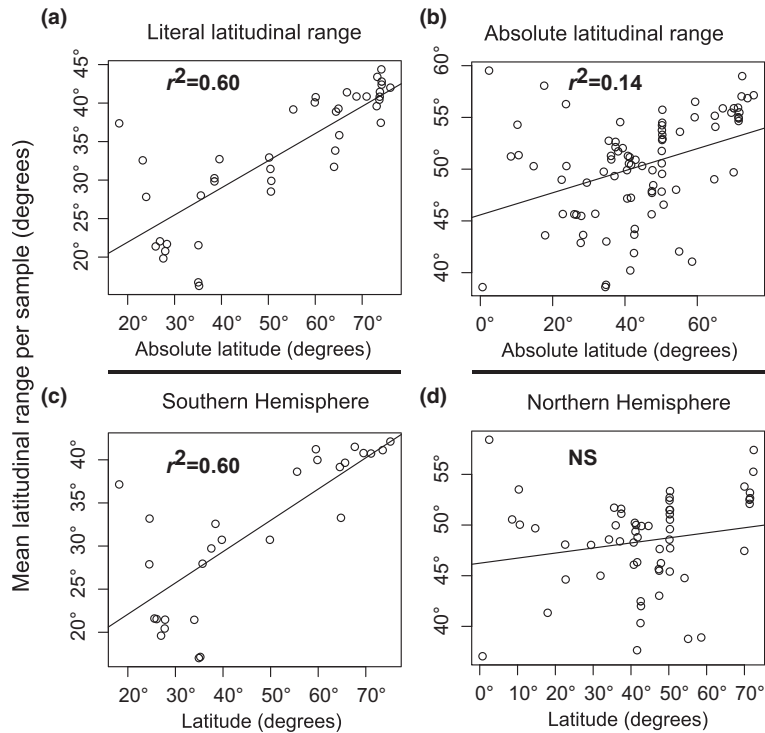 Mean latitudinal range per sample (degrees)
(a)
Literal latitudinal range
r²=0.60
45°
40°
35°
30°
25°
20°
20° 30° 40° 50° 60° 70°
Absolute latitude (degrees)
(b)
Absolute latitudinal range
r²=0.14
60°
55°
50°
45°
40°
0° 20° 40° 60°
Absolute latitude (degrees)
(c)
Southern Hemisphere
r²=0.60
40°
35°
30°
25°
20°
20° 30° 40° 50° 60° 70°
Latitude (degrees)
(d)
Northern Hemisphere
NS
55°
50°
45°
40°
0° 10° 20° 30° 40° 50° 60° 70°
Latitude (degrees)